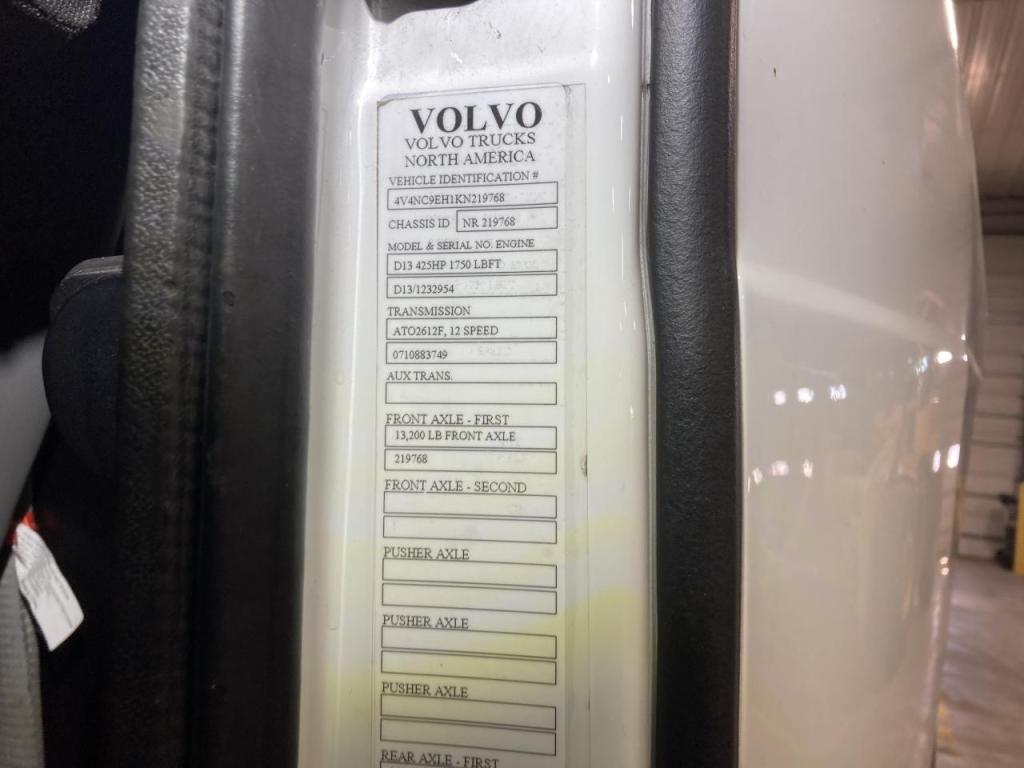 VOLVO
VOLVO TRUCKS
NORTH AMERICA
VEHICLE IDENTIFICATION #
4V4NC9EH1KN219768
CHASSIS ID NR 219768
MODEL & SERIAL NO. ENGINE
D13 425HP 1750 LBFT
D13/1232954
TRANSMISSION
ATO2612F, 12 SPEED
0710883749
AUX TRANS.
FRONT AXLE - FIRST
13,200 LB FRONT AXLE
219768
FRONT AXLE - SECOND
PUSHER AXLE
PUSHER AXLE
PUSHER AXLE
REAR AXLE - FIRST